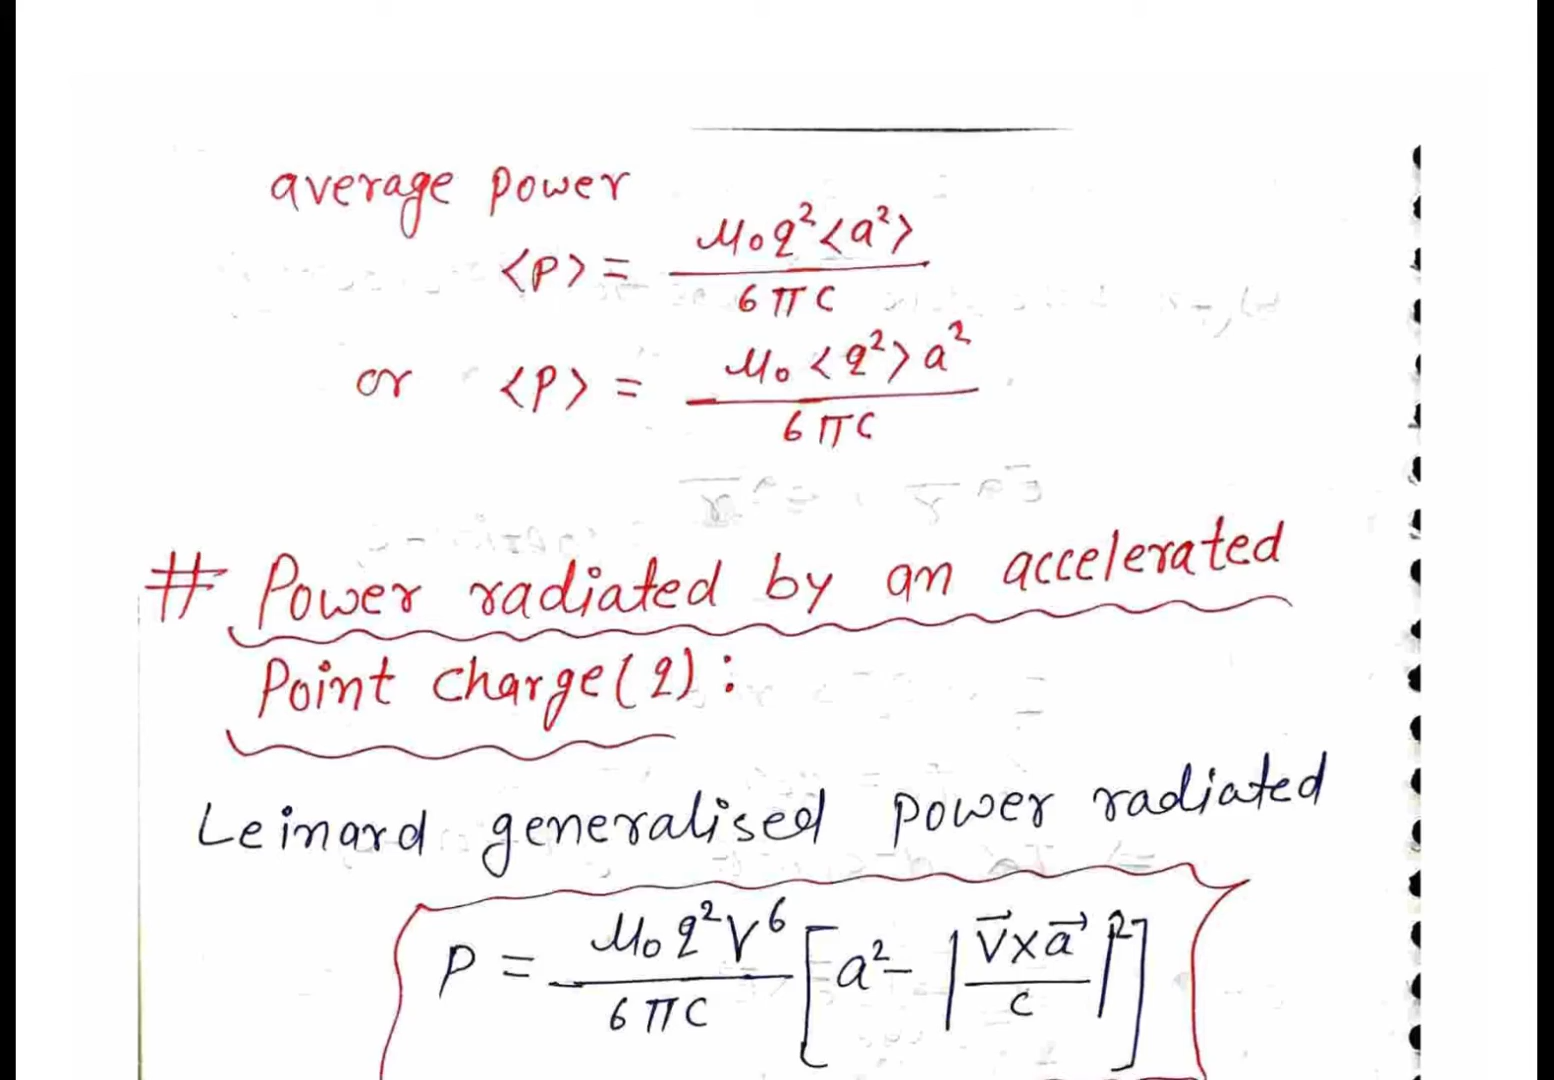 average power
<P> = μ₀q²<a²> / 6πc
or <P> = μ₀<q²>a² / 6πc
# Power radiated by an accelerated
Point charge(q):
Leinard generalised power radiated
P = μ₀q²γ⁶ / 6πc [a² - |v⃗×a⃗ / c|²]